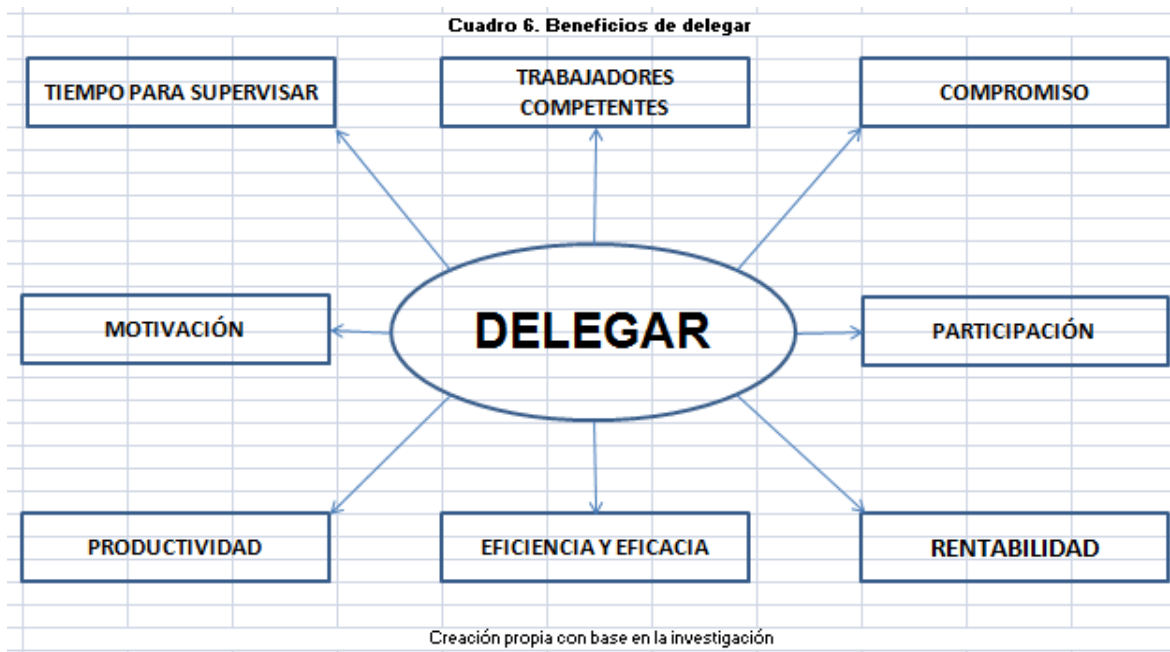 Cuadro 6. Beneficios de delegar
TIEMPO PARA SUPERVISAR
TRABAJADORES
COMPETENTES
COMPROMISO
MOTIVACIÓN
DELEGAR
PARTICIPACIÓN
PRODUCTIVIDAD
EFICIENCIA Y EFICACIA
RENTABILIDAD
Creación propia con base en la investigación